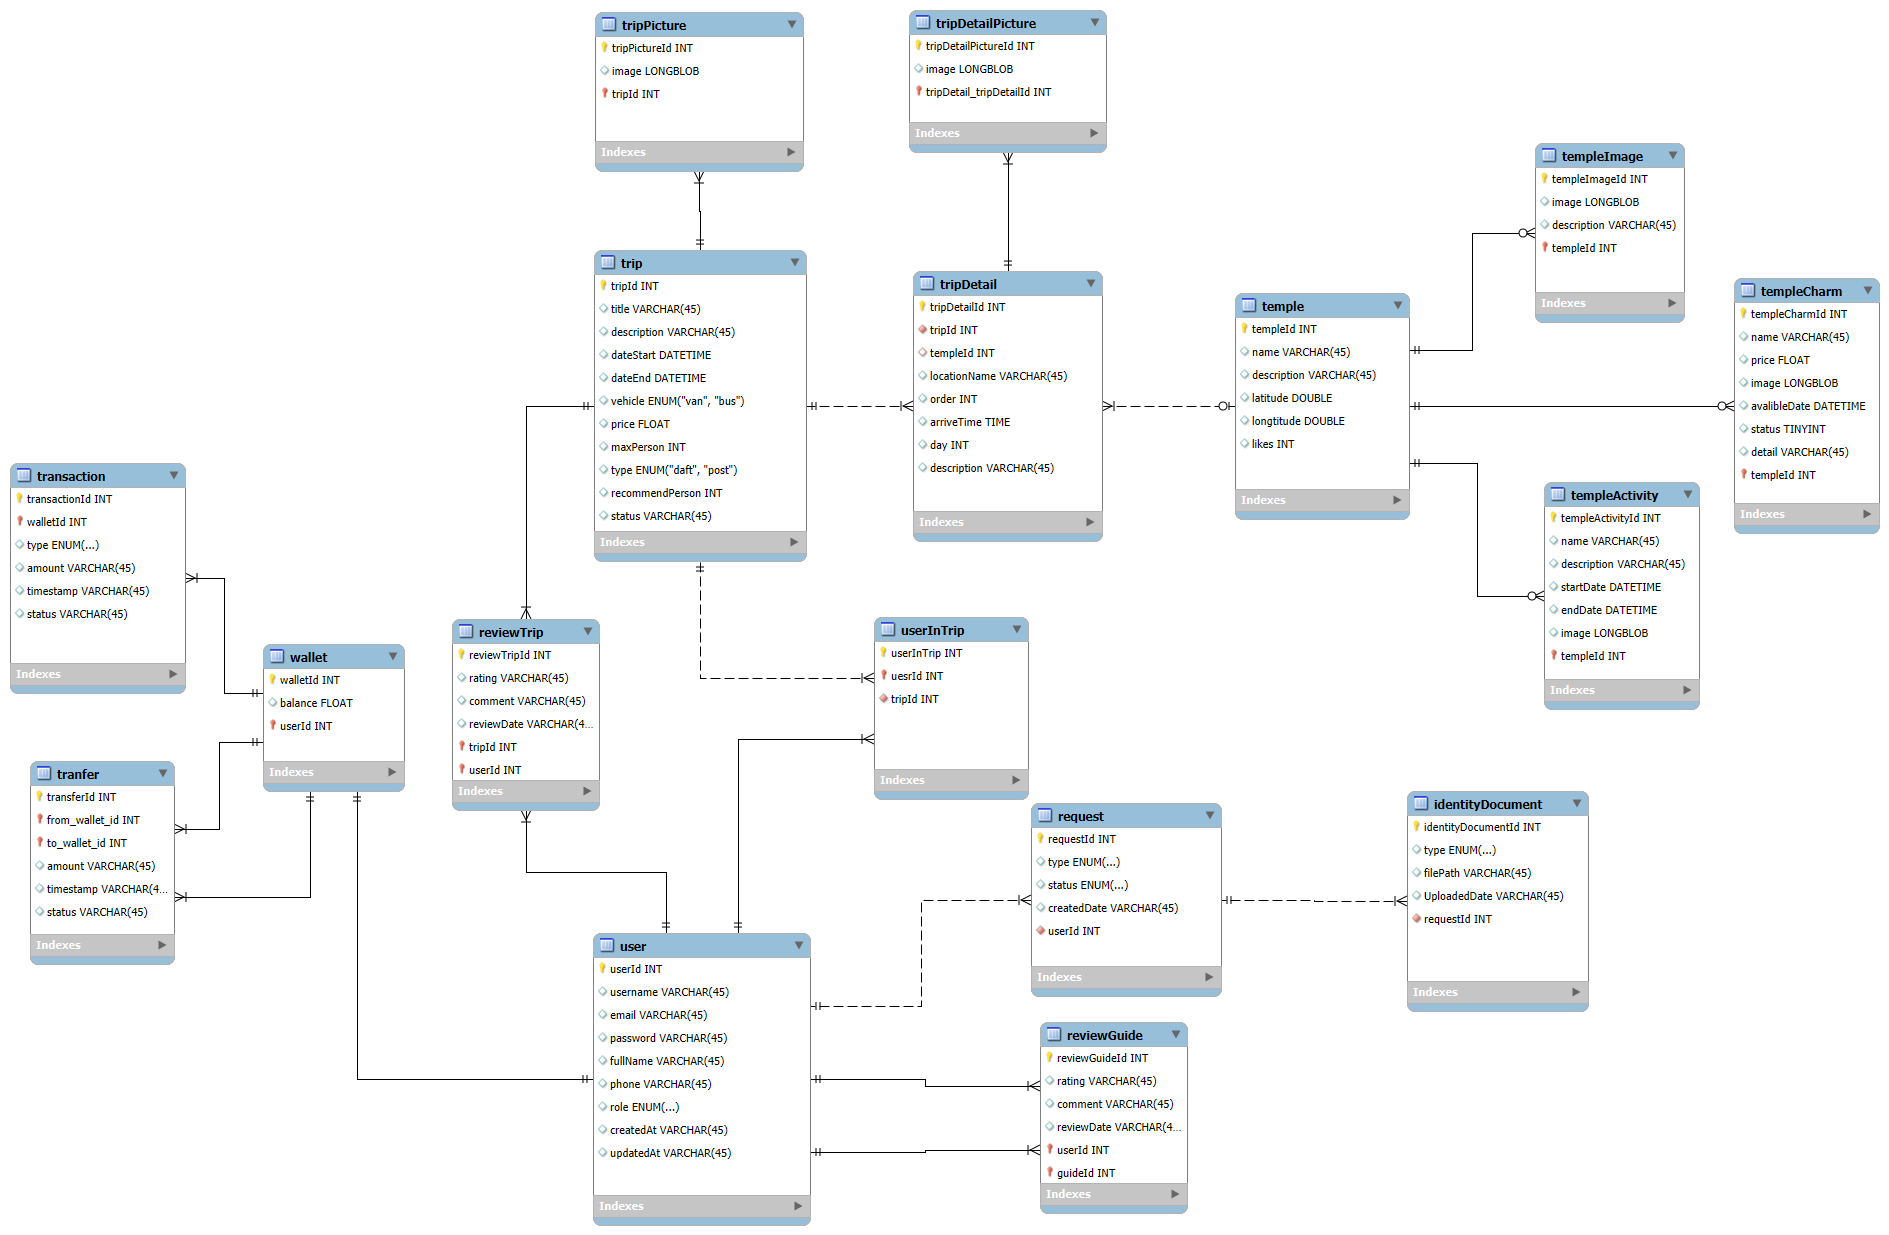 tripPicture
tripPictureId INT
image LONGBLOB
tripId INT
Indexes
tripDetailPicture
tripDetailPictureId INT
image LONGBLOB
tripDetail_tripDetailId INT
Indexes
templeImage
templeImageId INT
image LONGBLOB
description VARCHAR(45)
templeId INT
Indexes
trip
tripId INT
title VARCHAR(45)
description VARCHAR(45)
dateStart DATETIME
dateEnd DATETIME
vehicle ENUM("van", "bus")
price FLOAT
maxPerson INT
type ENUM("daft", "post")
recommendPerson INT
status VARCHAR(45)
Indexes
tripDetail
tripDetailId INT
tripId INT
templeId INT
locationName VARCHAR(45)
order INT
arriveTime TIME
day INT
description VARCHAR(45)
Indexes
temple
templeId INT
name VARCHAR(45)
description VARCHAR(45)
latitude DOUBLE
longtitude DOUBLE
likes INT
Indexes
templeCharm
templeCharmId INT
name VARCHAR(45)
price FLOAT
image LONGBLOB
avalibleDate DATETIME
status TINYINT
detail VARCHAR(45)
templeId INT
Indexes
templeActivity
templeActivityId INT
name VARCHAR(45)
description VARCHAR(45)
startDate DATETIME
endDate DATETIME
image LONGBLOB
templeId INT
Indexes
transaction
transactionId INT
walletId INT
type ENUM(...)
amount VARCHAR(45)
timestamp VARCHAR(45)
status VARCHAR(45)
Indexes
wallet
walletId INT
balance FLOAT
userId INT
Indexes
reviewTrip
reviewTripId INT
rating VARCHAR(45)
comment VARCHAR(45)
reviewDate VARCHAR(4...
tripId INT
userId INT
Indexes
userInTrip
userInTrip INT
uesrId INT
tripId INT
Indexes
tranfer
transferId INT
from_wallet_id INT
to_wallet_id INT
amount VARCHAR(45)
timestamp VARCHAR(4...
status VARCHAR(45)
Indexes
request
requestId INT
type ENUM(...)
status ENUM(...)
createdDate VARCHAR(45)
userId INT
Indexes
identityDocument
identityDocumentId INT
type ENUM(...)
filePath VARCHAR(45)
UploadedDate VARCHAR(45)
requestId INT
Indexes
user
userId INT
username VARCHAR(45)
email VARCHAR(45)
password VARCHAR(45)
fullName VARCHAR(45)
phone VARCHAR(45)
role ENUM(...)
createdAt VARCHAR(45)
updatedAt VARCHAR(45)
Indexes
reviewGuide
reviewGuideId INT
rating VARCHAR(45)
comment VARCHAR(45)
reviewDate VARCHAR(4...
userId INT
guideId INT
Indexes